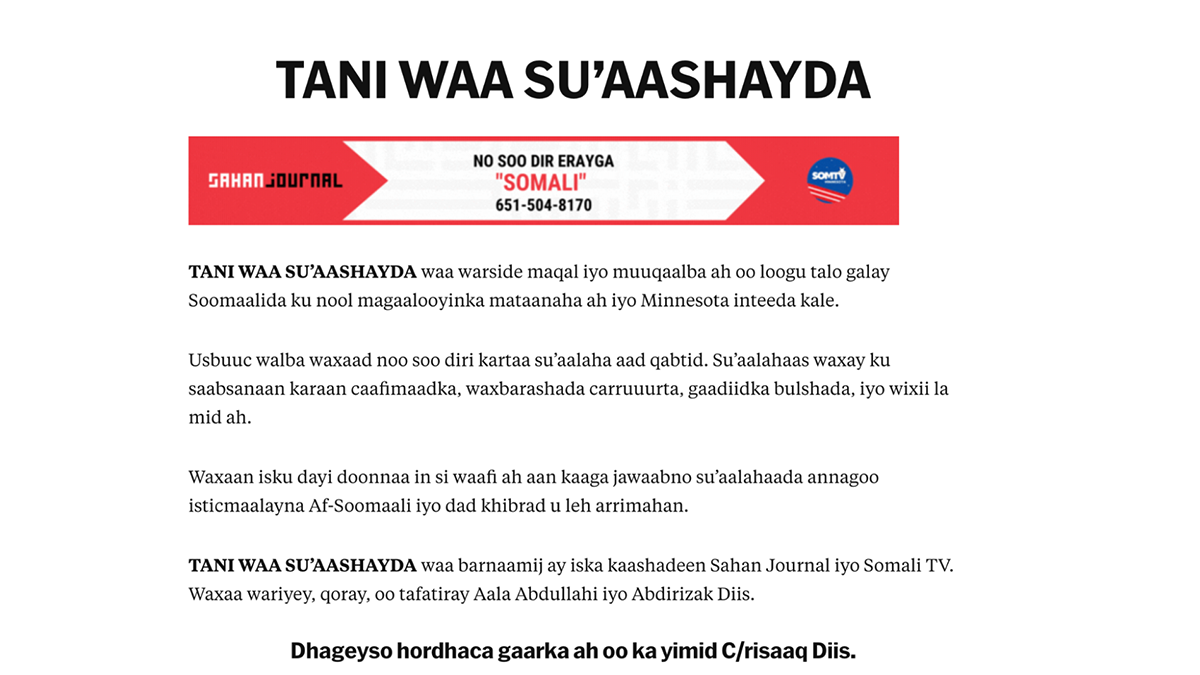 TANI WAA SU’AASHAYDA
SAHAN JOURNAL
NO SOO DIR ERAYGA
"SOMALI"
651-504-8170
SOMTV
MINNESOTA
TANI WAA SU’AASHAYDA waa warside maqal iyo muuqaalba ah oo loogu talo galay
Soomaalida ku nool magaalooyinka mataanaha ah iyo Minnesota inteeda kale.
Usbuuc walba waxaad noo soo diri kartaa su’aalaha aad qabtid. Su’aalahaas waxay ku
saabsanaan karaan caafimaadka, waxbarashada carruuurta, gaadiidka bulshada, iyo wixii la
mid ah.
Waxaan isku dayi doonnaa in si waafi ah aan kaaga jawaabno su’aalahaada annagoo
isticmaalayna Af-Soomaali iyo dad khibrad u leh arrimahan.
TANI WAA SU’AASHAYDA waa barnaamij ay iska kaashadeen Sahan Journal iyo Somali TV.
Waxaa wariyey, qoray, oo tafatiray Aala Abdullahi iyo Abdirizak Diis.
Dhageyso hordhaca gaarka ah oo ka yimid C/risaaq Diis.